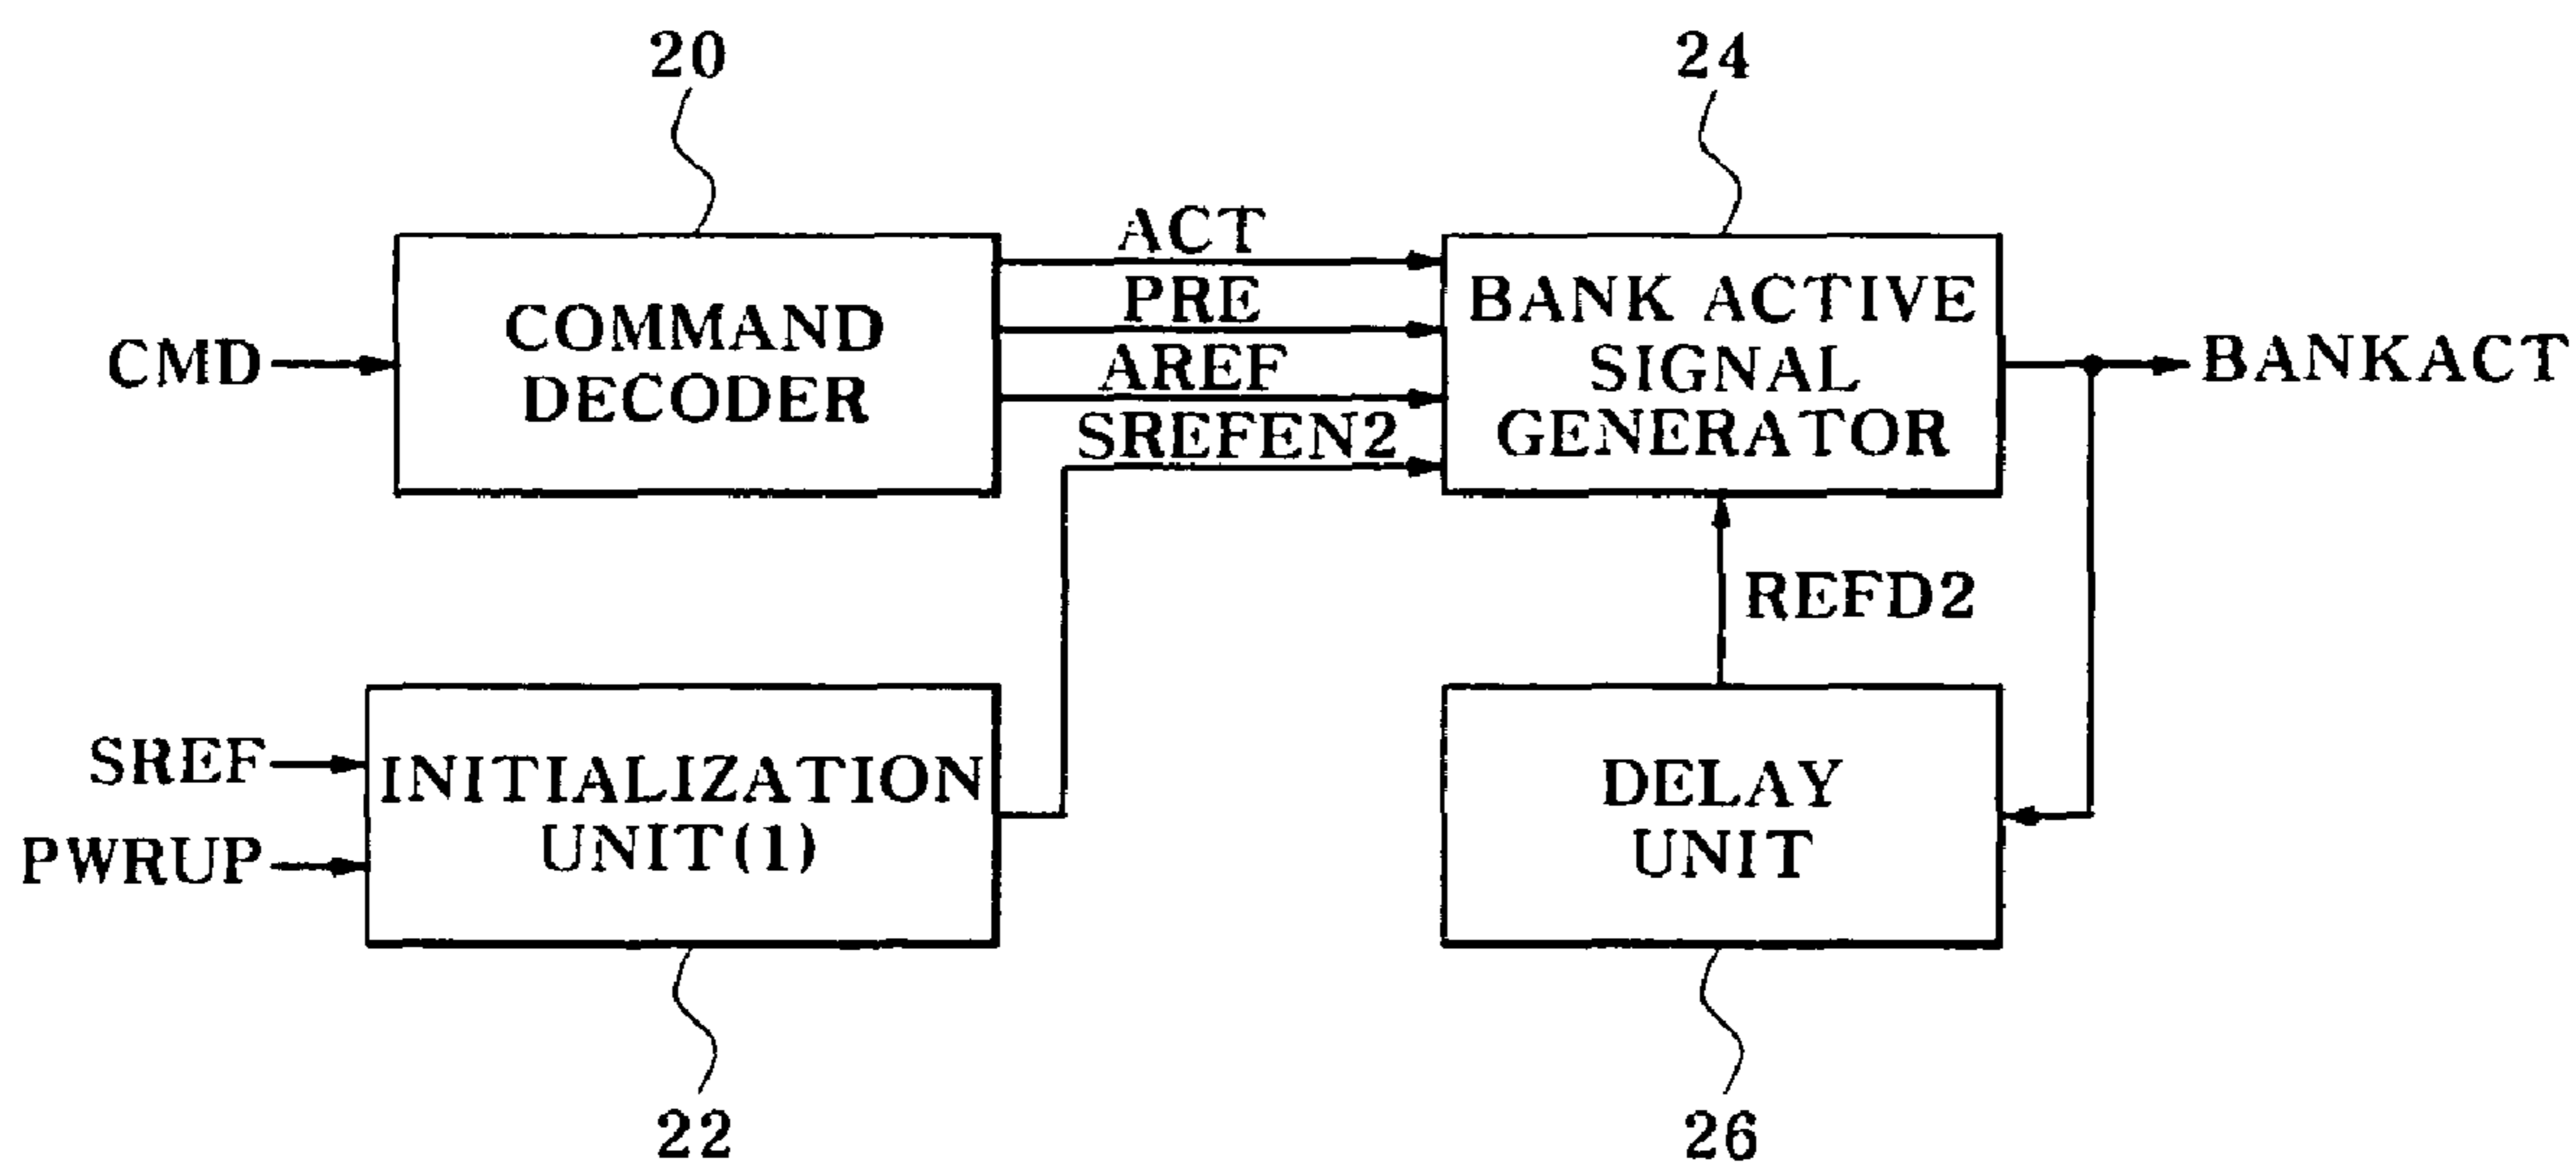 20
24
ACT
PRE
AREF
SREFEN2
CMD
COMMAND
DECODER
BANK ACTIVE
SIGNAL
GENERATOR
BANKACT
REFD2
SREF
PWRUP
INITIALIZATION
UNIT(1)
DELAY
UNIT
22
26